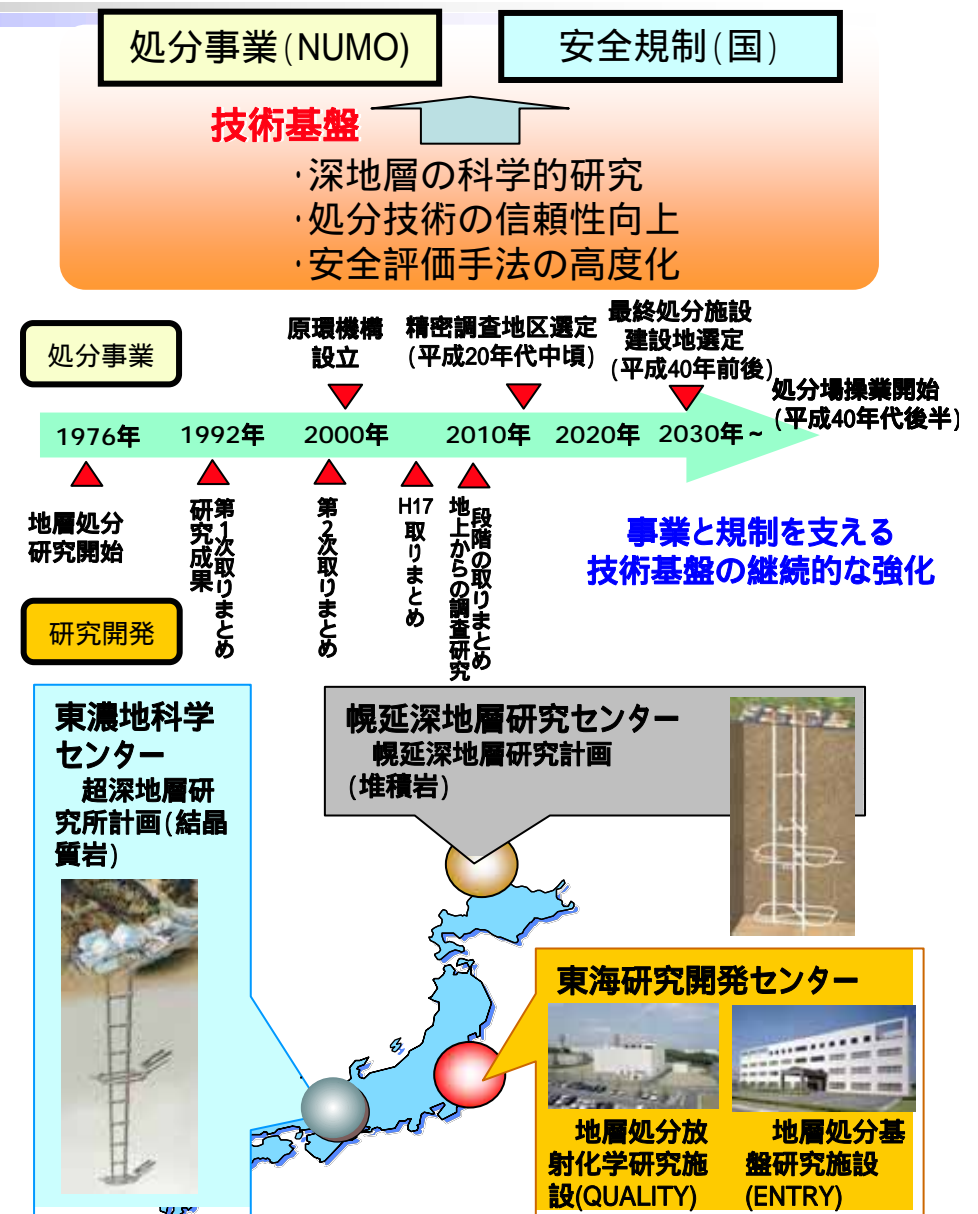 処分事業(NUMO)
安全規制(国)
技術基盤
·深地層の科学的研究
·処分技術の信頼性向上
·安全評価手法の高度化
処分事業
原環機構
設立
精密調査地区選定
(平成20年代中頃)
最終処分施設
建設地選定
(平成40年前後)
処分場操業開始
(平成40年代後半)
1976年
1992年
2000年
2010年
2020年
2030年~
地層処分
研究開始
第1次取りまとめ
研究成果
第2次取りまとめ
H17
取りまとめ
地上からの調査研究
段階の取りまとめ
事業と規制を支える
技術基盤の継続的な強化
研究開発
東濃地科学
センター
超深地層研
究所計画(結晶
質岩)
幌延深地層研究センター
幌延深地層研究計画
(堆積岩)
東海研究開発センター
地層処分放
射化学研究施
設(QUALITY)
地層処分基
盤研究施設
(ENTRY)